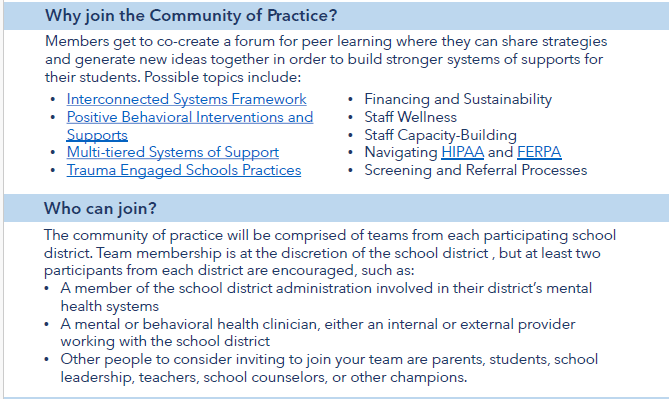 Why join the Community of Practice?
Members get to co-create a forum for peer learning where they can share strategies
and generate new ideas together in order to build stronger systems of supports for
their students. Possible topics include:
• Interconnected Systems Framework
• Positive Behavioral Interventions and
Supports
• Multi-tiered Systems of Support
• Trauma Engaged Schools Practices
• Financing and Sustainability
• Staff Wellness
• Staff Capacity-Building
• Navigating HIPAA and FERPA
• Screening and Referral Processes
Who can join?
The community of practice will be comprised of teams from each participating school
district. Team membership is at the discretion of the school district , but at least two
participants from each district are encouraged, such as:
• A member of the school district administration involved in their district's mental
health systems
• A mental or behavioral health clinician, either an internal or external provider
working with the school district
• Other people to consider inviting to join your team are parents, students, school
leadership, teachers, school counselors, or other champions.